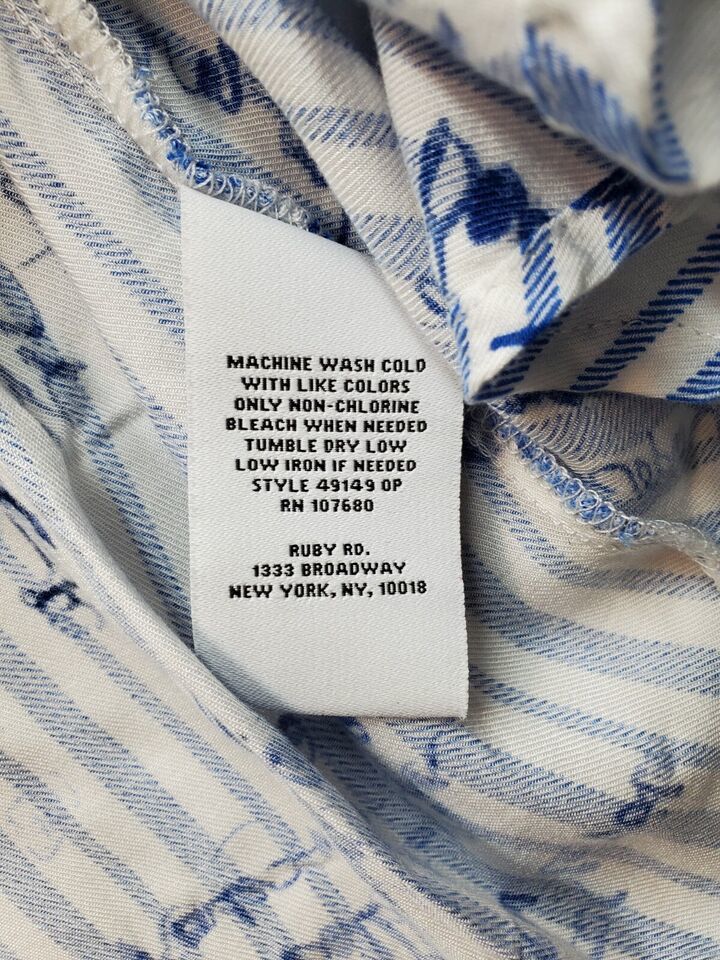 MACHINE WASH COLD
WITH LIKE COLORS
ONLY NON-CHLORINE
BLEACH WHEN NEEDED
TUMBLE DRY LOW
LOW IRON IF NEEDED
STYLE 49149 OP
RN 107680
RUBY RD.
1333 BROADWAY
NEW YORK, NY, 10018